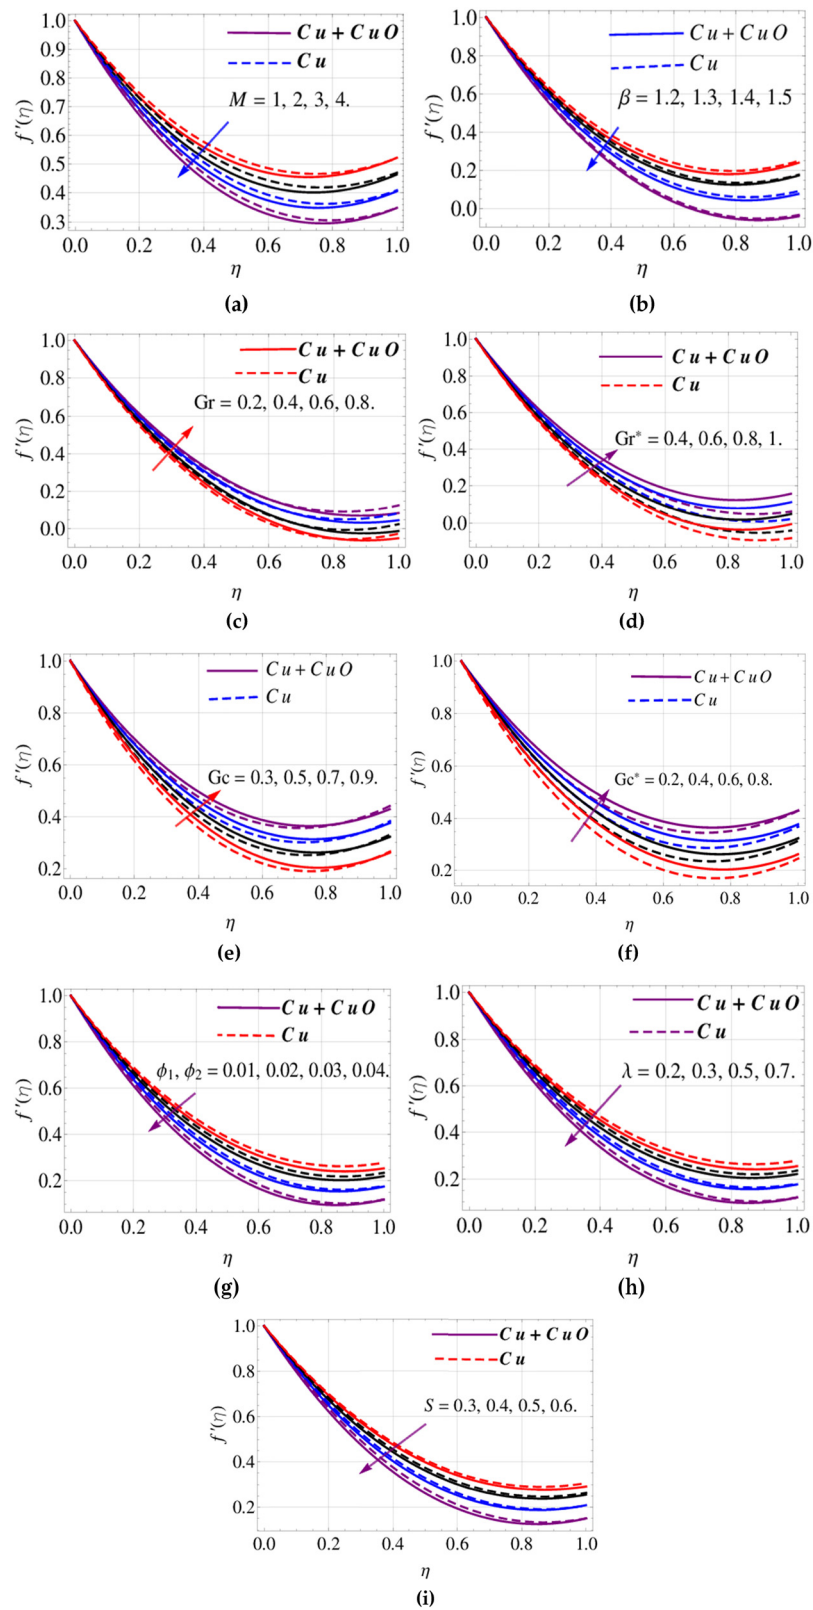 1.0
0.9
0.8
0.7
0.6
0.5
0.4
0.3
f'(η)
Cu + CuO
Cu
M = 1, 2, 3, 4.
0.0 0.2 0.4 0.6 0.8 1.0
η
(a)
1.0
0.8
0.6
0.4
0.2
0.0
f'(η)
Cu + CuO
Cu
β = 1.2, 1.3, 1.4, 1.5
0.0 0.2 0.4 0.6 0.8 1.0
η
(b)
1.0
0.8
0.6
0.4
0.2
0.0
f'(η)
Cu + CuO
Cu
Gr = 0.2, 0.4, 0.6, 0.8.
0.0 0.2 0.4 0.6 0.8 1.0
η
(c)
1.0
0.8
0.6
0.4
0.2
0.0
f'(η)
Cu + CuO
Cu
Gr* = 0.4, 0.6, 0.8, 1.
0.0 0.2 0.4 0.6 0.8 1.0
η
(d)
1.0
0.8
0.6
0.4
0.2
f'(η)
Cu + CuO
Cu
Gc = 0.3, 0.5, 0.7, 0.9.
0.0 0.2 0.4 0.6 0.8 1.0
η
(e)
1.0
0.8
0.6
0.4
0.2
f'(η)
Cu + CuO
Cu
Gc* = 0.2, 0.4, 0.6, 0.8.
0.0 0.2 0.4 0.6 0.8 1.0
η
(f)
1.0
0.8
0.6
0.4
0.2
f'(η)
Cu + CuO
Cu
ϕ₁, ϕ₂ = 0.01, 0.02, 0.03, 0.04.
0.0 0.2 0.4 0.6 0.8 1.0
η
(g)
1.0
0.8
0.6
0.4
0.2
f'(η)
Cu + CuO
Cu
λ = 0.2, 0.3, 0.5, 0.7.
0.0 0.2 0.4 0.6 0.8 1.0
η
(h)
1.0
0.8
0.6
0.4
0.2
f'(η)
Cu + CuO
Cu
S = 0.3, 0.4, 0.5, 0.6.
0.0 0.2 0.4 0.6 0.8 1.0
η
(i)